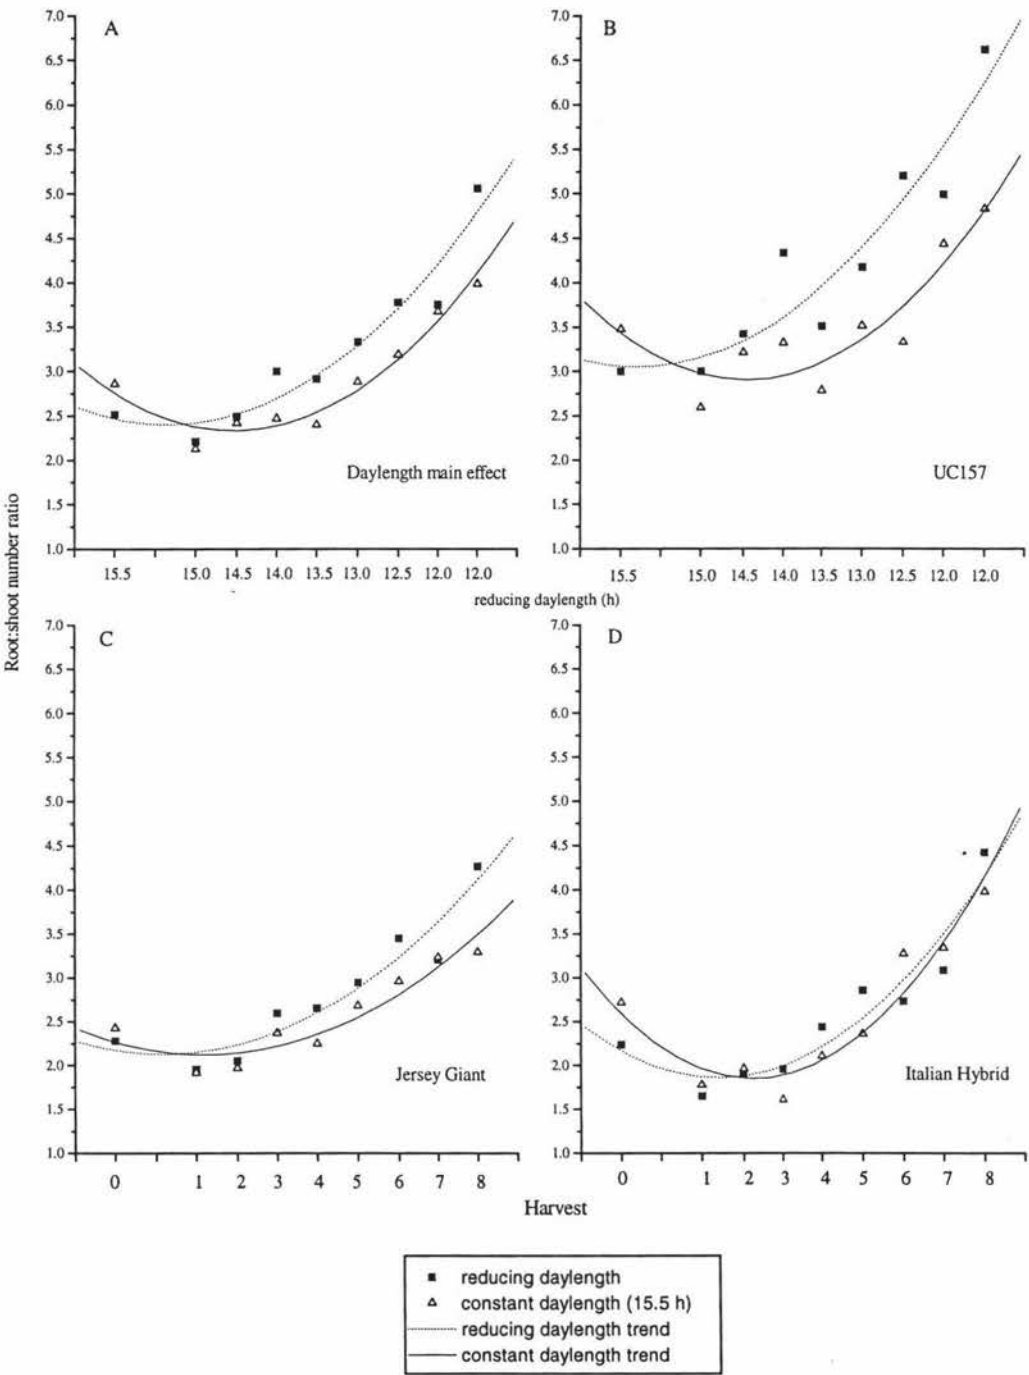 A
7.0
6.5
6.0
5.5
5.0
4.5
4.0
3.5
3.0
2.5
2.0
1.5
1.0
Daylength main effect
15.5 15.0 14.5 14.0 13.5 13.0 12.5 12.0 12.0
B
7.0
6.5
6.0
5.5
5.0
4.5
4.0
3.5
3.0
2.5
2.0
1.5
1.0
UC157
15.5 15.0 14.5 14.0 13.5 13.0 12.5 12.0 12.0
reducing daylength (h)
Root:shoot number ratio
C
7.0
6.5
6.0
5.5
5.0
4.5
4.0
3.5
3.0
2.5
2.0
1.5
1.0
Jersey Giant
0 1 2 3 4 5 6 7 8
D
7.0
6.5
6.0
5.5
5.0
4.5
4.0
3.5
3.0
2.5
2.0
1.5
1.0
Italian Hybrid
0 1 2 3 4 5 6 7 8
Harvest
reducing daylength
constant daylength (15.5 h)
reducing daylength trend
constant daylength trend